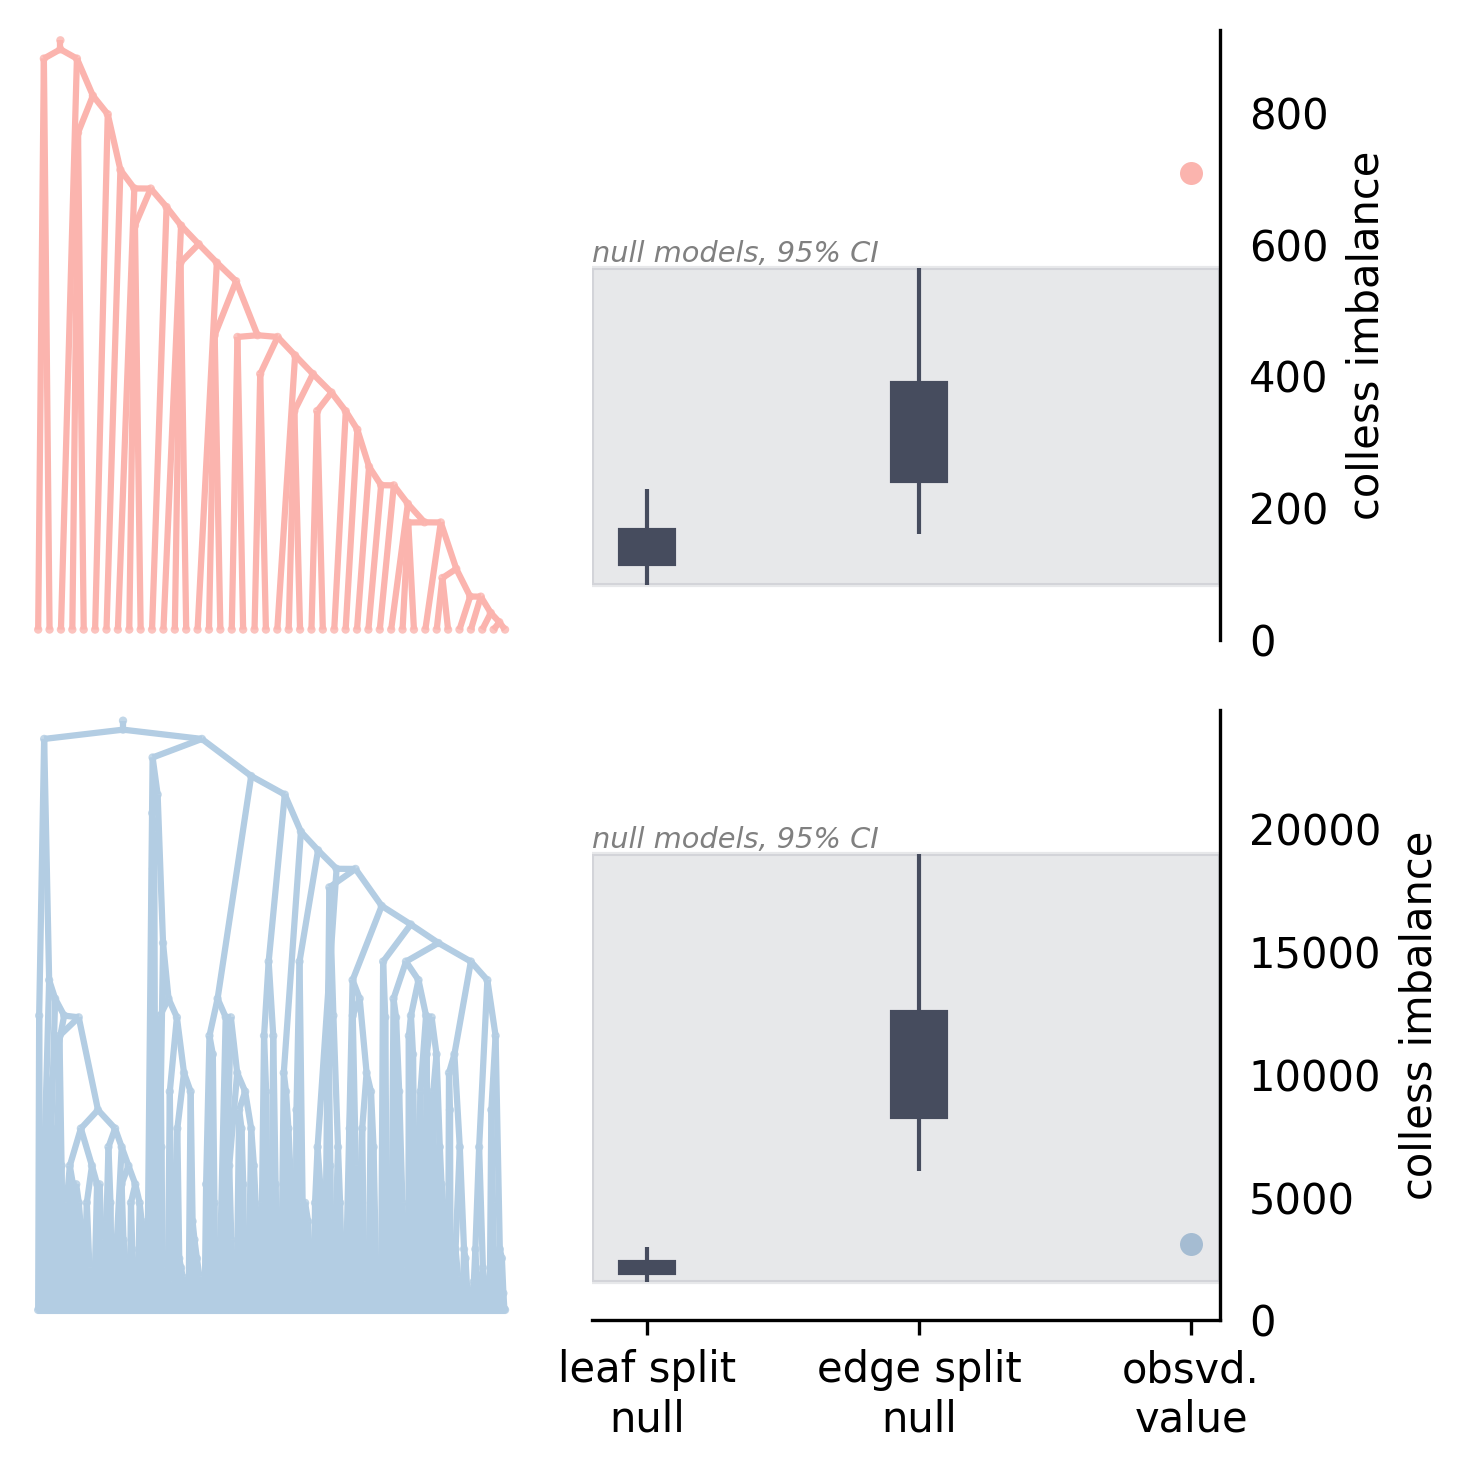 800
600
400
200
0
colless imbalance
null models, 95% CI
20000
15000
10000
5000
0
colless imbalance
null models, 95% CI
leaf split
null
edge split
null
obsvd.
value